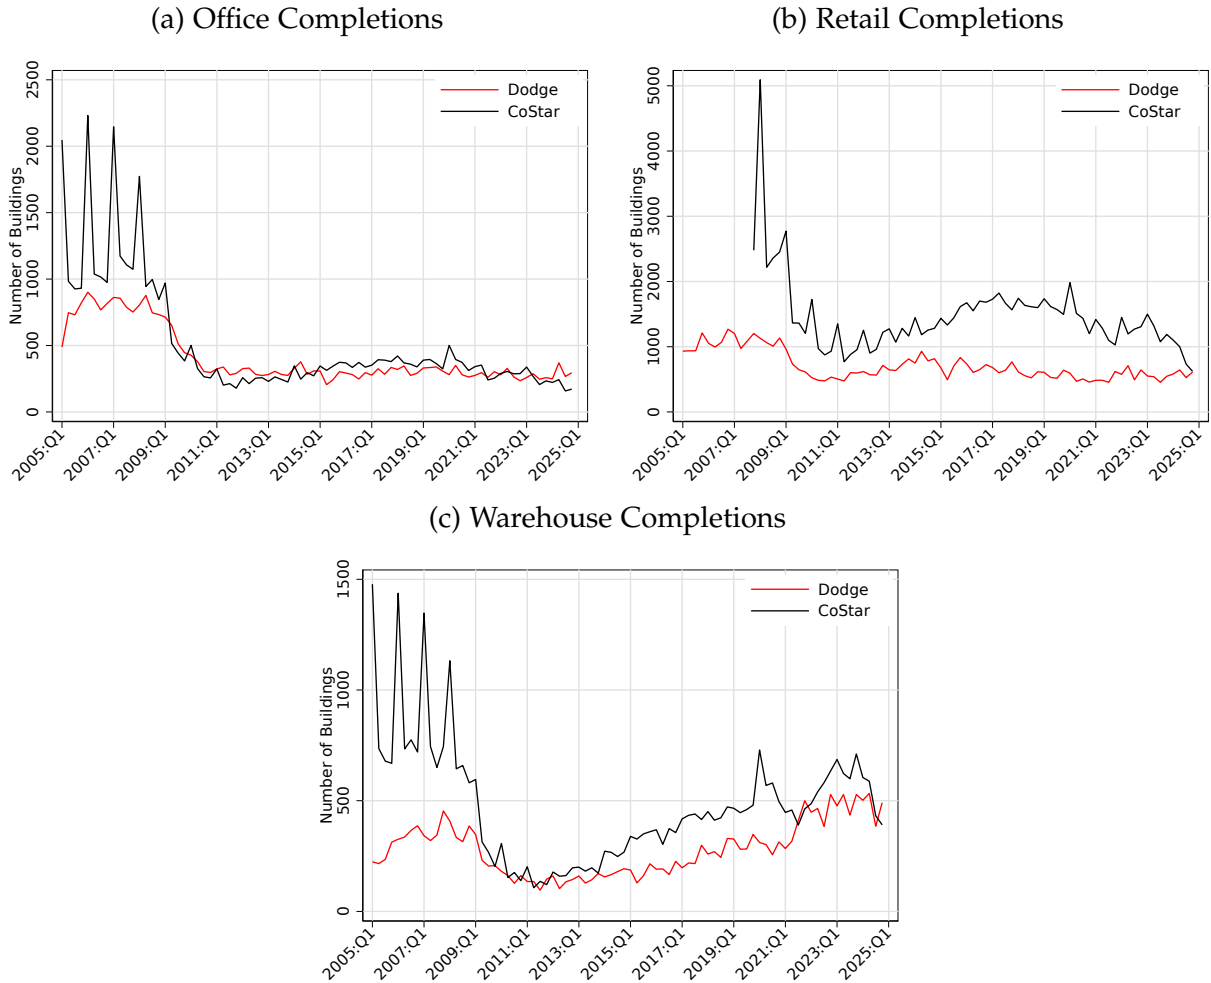 (a) Office Completions
Number of Buildings
0
500
1000
1500
2000
2500
Dodge
CoStar
2005:Q1
2007:Q1
2009:Q1
2011:Q1
2013:Q1
2015:Q1
2017:Q1
2019:Q1
2021:Q1
2023:Q1
2025:Q1
(b) Retail Completions
Number of Buildings
0
1000
2000
3000
4000
5000
Dodge
CoStar
2005:Q1
2007:Q1
2009:Q1
2011:Q1
2013:Q1
2015:Q1
2017:Q1
2019:Q1
2021:Q1
2023:Q1
2025:Q1
(c) Warehouse Completions
Number of Buildings
0
500
1000
1500
Dodge
CoStar
2005:Q1
2007:Q1
2009:Q1
2011:Q1
2013:Q1
2015:Q1
2017:Q1
2019:Q1
2021:Q1
2023:Q1
2025:Q1